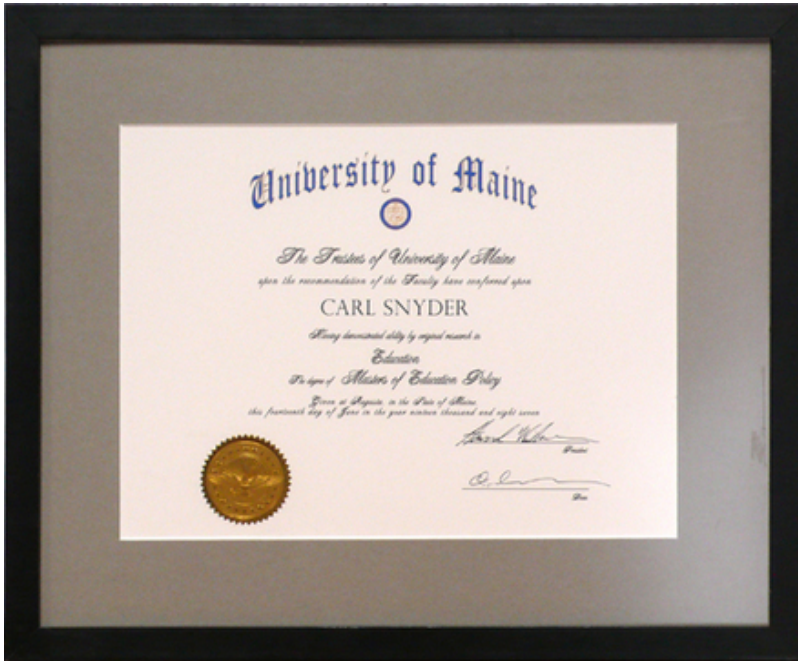 University of Maine
The Trustees of University of Maine
upon the recommendation of the Faculty have conferred upon
CARL SNYDER
Having demonstrated ability by original research in
Education
The degree of Masters of Education Policy
Given at Augusta, in the State of Maine,
this fourteenth day of June in the year nineteen thousand and eight seven
President
Dean